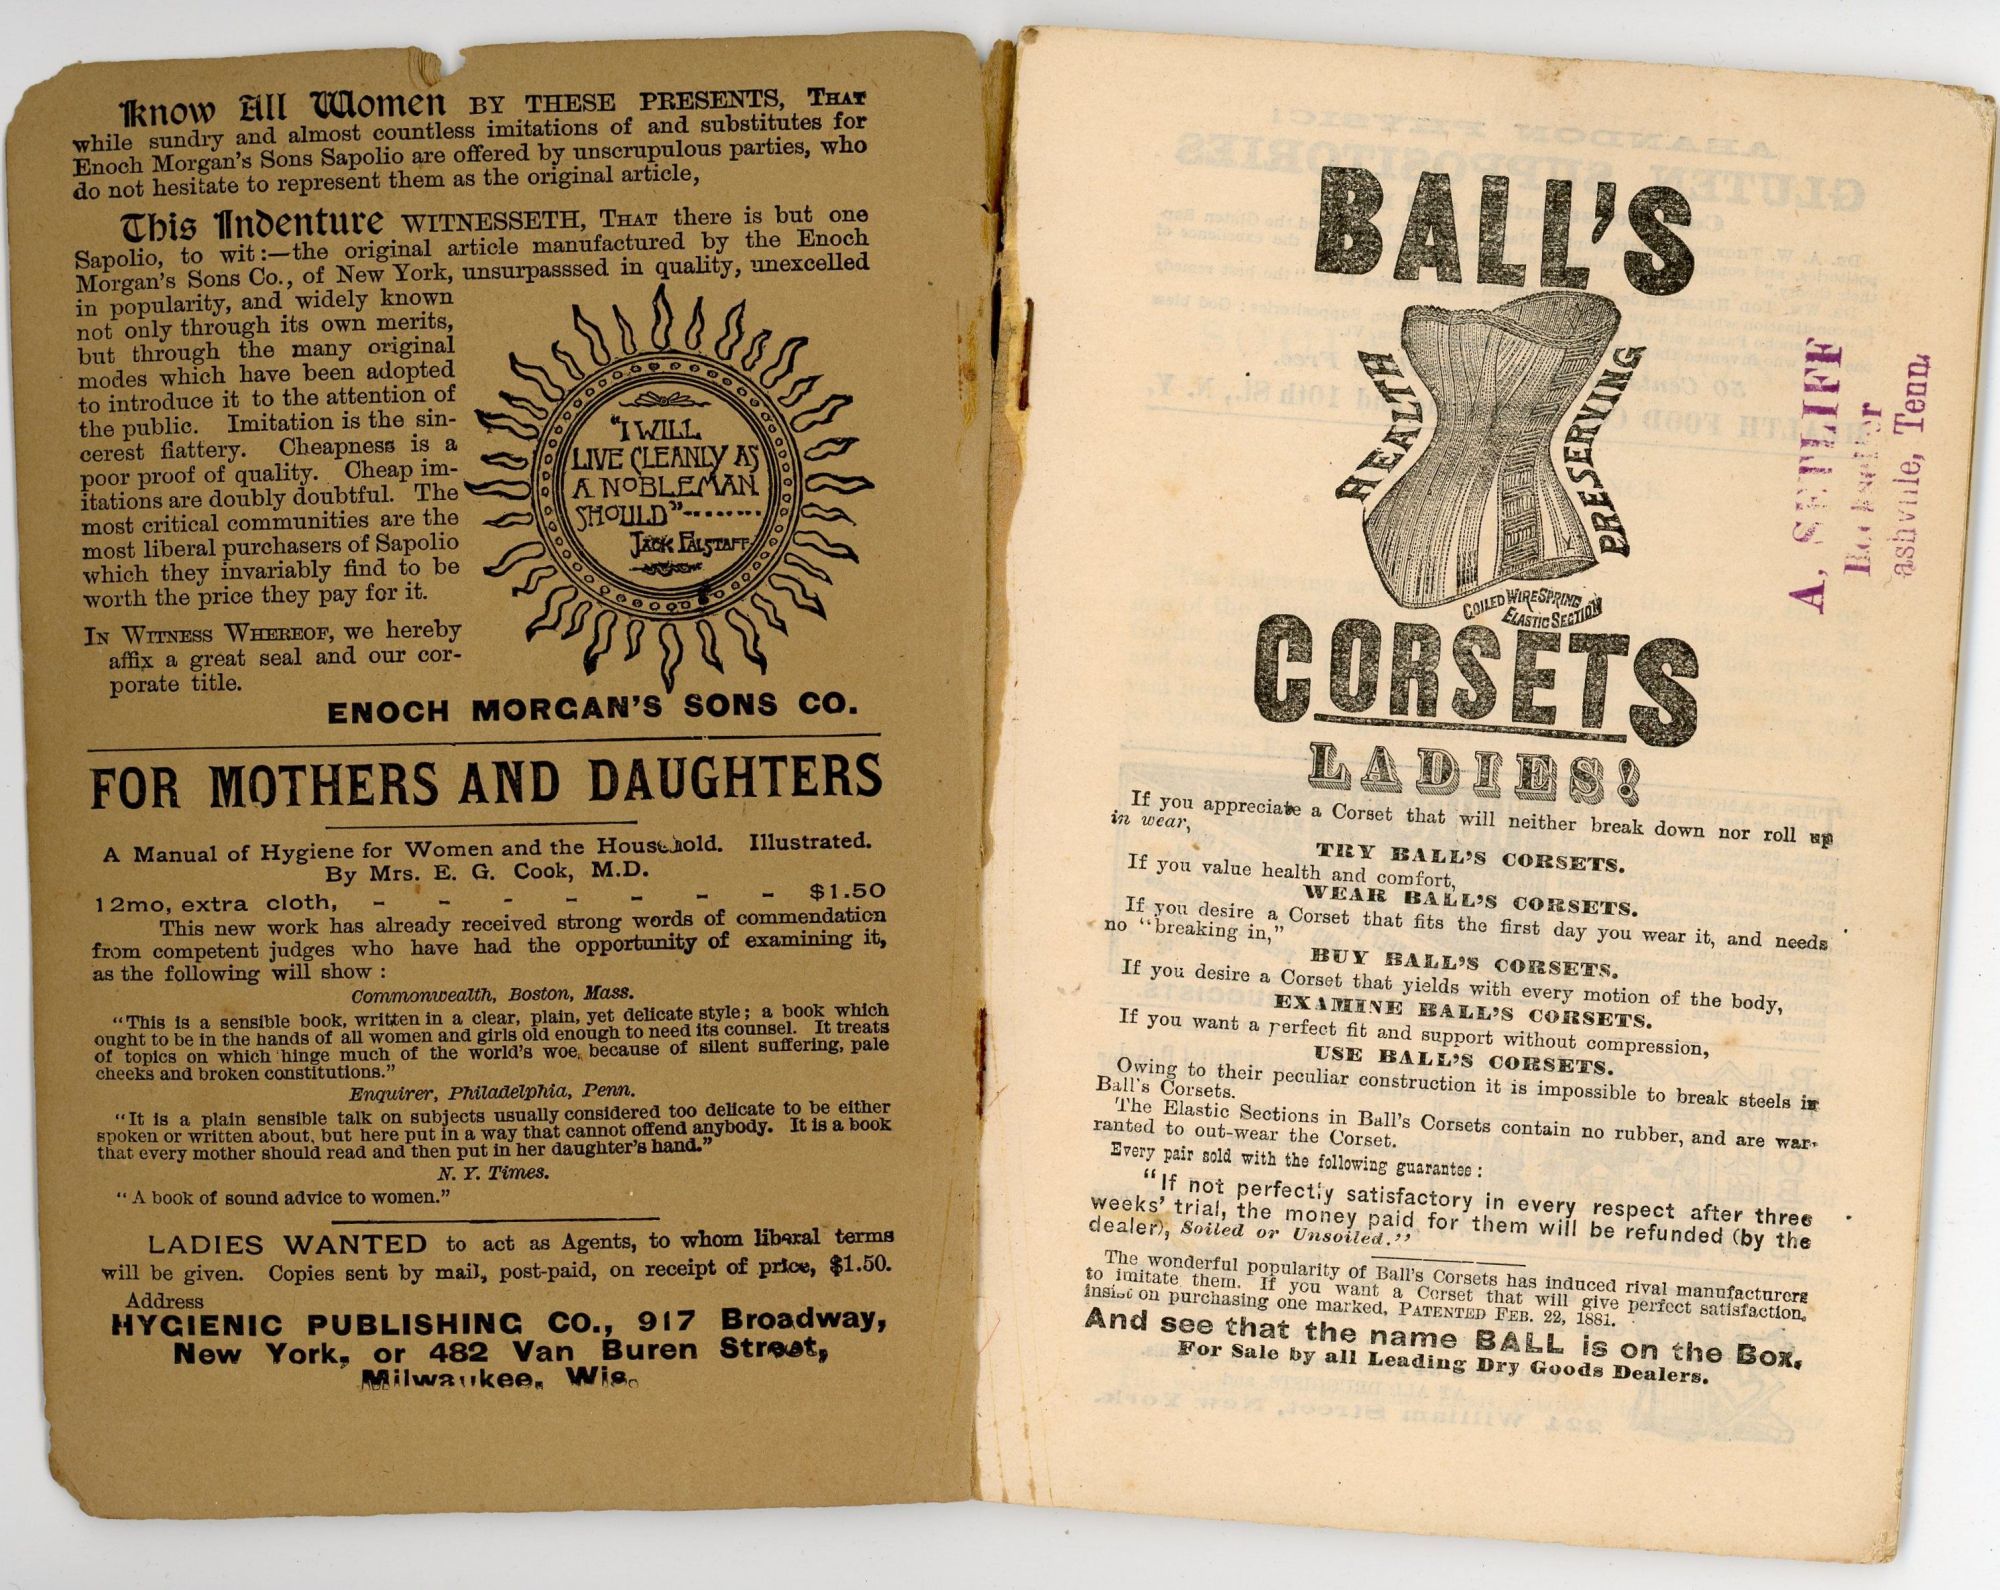 Know All Women BY THESE PRESENTS, THAT
while sundry and almost countless imitations of and substitutes for
Enoch Morgan's Sons Sapolio are offered by unscrupulous parties, who
do not hesitate to represent them as the original article,
This Indenture WITNESSETH, THAT there is but one
Sapolio, to wit:—the original article manufactured by the Enoch
Morgan's Sons Co., of New York, unsurpasssed in quality, unexcelled
in popularity, and widely known
not only through its own merits,
but through the many original
modes which have been adopted
to introduce it to the attention of
the public. Imitation is the sin-
cerest flattery. Cheapness is a
poor proof of quality. Cheap im-
itations are doubly doubtful. The
most critical communities are the
most liberal purchasers of Sapolio
which they invariably find to be
worth the price they pay for it.
IN WITNESS WHEREOF, we hereby
affix a great seal and our cor-
porate title.
"I WILL
LIVE CLEANLY AS
A NOBLEMAN
SHOULD"--------
JACK FALSTAFF.
ENOCH MORGAN'S SONS CO.
FOR MOTHERS AND DAUGHTERS
A Manual of Hygiene for Women and the Household. Illustrated.
By Mrs. E. G. Cook, M.D.
12mo, extra cloth, - - - - - - - $1.50
This new work has already received strong words of commendation
from competent judges who have had the opportunity of examining it,
as the following will show:
Commonwealth, Boston, Mass.
"This is a sensible book, written in a clear, plain, yet delicate style; a book which
ought to be in the hands of all women and girls old enough to need its counsel. It treats
of topics on which hinge much of the world's woe, because of silent suffering, pale
cheeks and broken constitutions."
Enquirer, Philadelphia, Penn.
"It is a plain sensible talk on subjects usually considered too delicate to be either
spoken or written about, but here put in a way that cannot offend anybody. It is a book
that every mother should read and then put in her daughter's hand."
N. Y. Times.
"A book of sound advice to women."
LADIES WANTED to act as Agents, to whom liberal terms
will be given. Copies sent by mail, post-paid, on receipt of price, $1.50.
Address
HYGIENIC PUBLISHING CO., 917 Broadway,
New York, or 482 Van Buren Street,
Milwaukee, Wis.
BALL'S
HEALTH
PRESERVING
COILED WIRE SPRING
ELASTIC SECTION
CORSETS
LADIES!
If you appreciate a Corset that will neither break down nor roll up
in wear,
TRY BALL'S CORSETS.
If you value health and comfort,
WEAR BALL'S CORSETS.
If you desire a Corset that fits the first day you wear it, and needs
no "breaking in,"
BUY BALL'S CORSETS.
If you desire a Corset that yields with every motion of the body,
EXAMINE BALL'S CORSETS.
If you want a perfect fit and support without compression,
USE BALL'S CORSETS.
Owing to their peculiar construction it is impossible to break steels in
Ball's Corsets.
The Elastic Sections in Ball's Corsets contain no rubber, and are war-
ranted to out-wear the Corset.
Every pair sold with the following guarantee:
"If not perfectly satisfactory in every respect after three
weeks' trial, the money paid for them will be refunded (by the
dealer), Soiled or Unsoiled."
The wonderful popularity of Ball's Corsets has induced rival manufacturers
to imitate them. If you want a Corset that will give perfect satisfaction,
insist on purchasing one marked, PATENTED FEB. 22, 1881.
And see that the name BALL is on the Box.
For Sale by all Leading Dry Goods Dealers.
A, SETLIFF
Bookseller
ashville, Tenn.